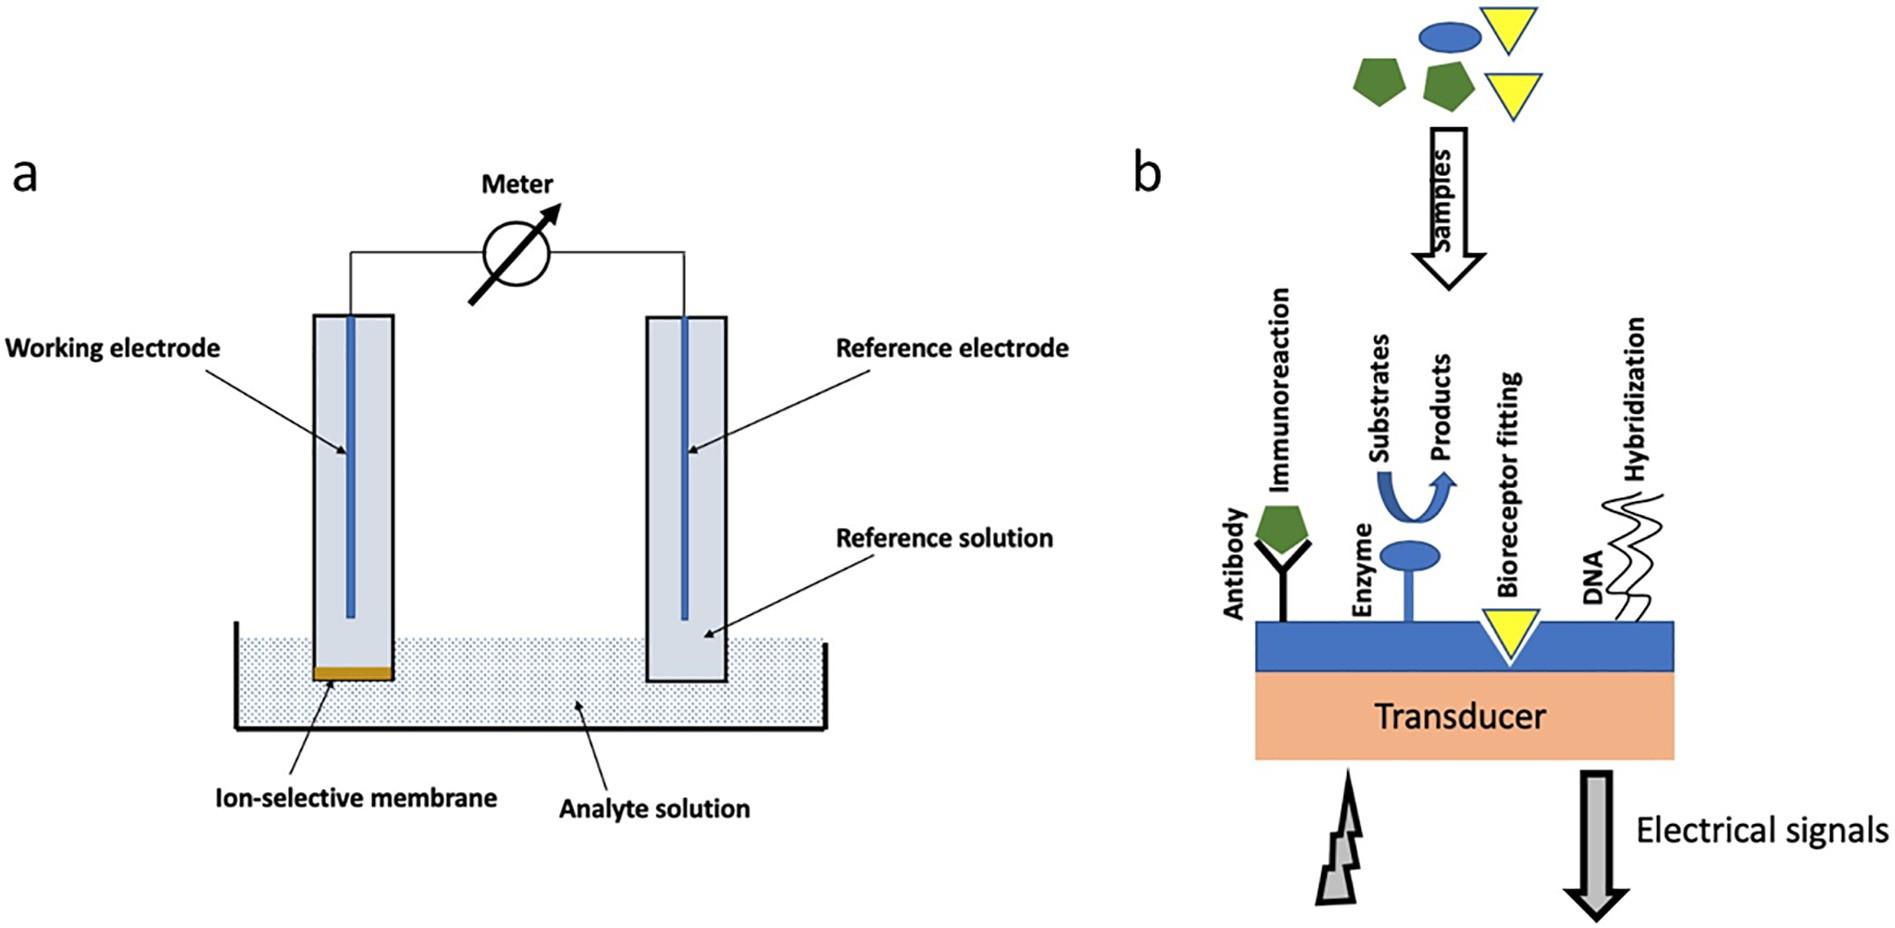 a
Meter
Working electrode
Reference electrode
Reference solution
Ion-selective membrane
Analyte solution
b
Samples
Antibody
Immunoreaction
Enzyme
Substrates
Products
Bioreceptor fitting
DNA
Hybridization
Transducer
Electrical signals